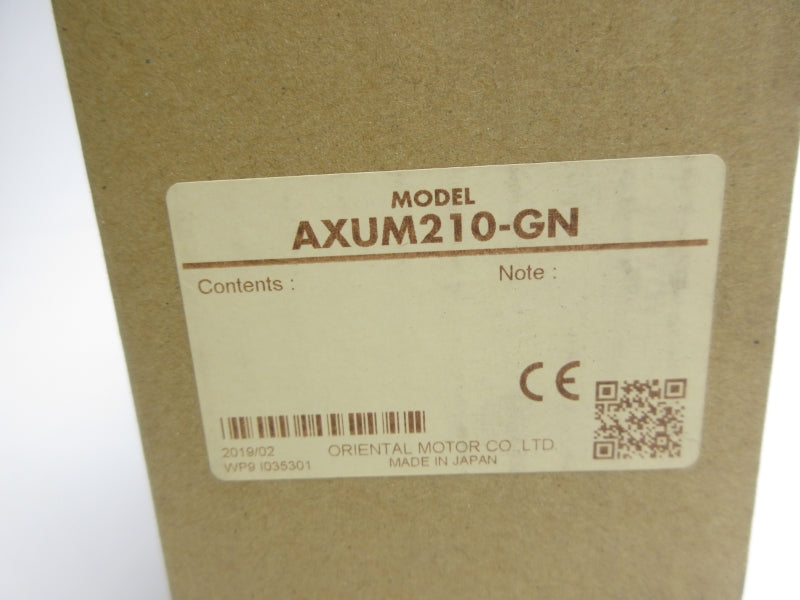 MODEL
AXUM210-GN
Contents :
Note :
CE
2019/02
ORIENTAL MOTOR CO.,LTD.
WP9 I035301
MADE IN JAPAN